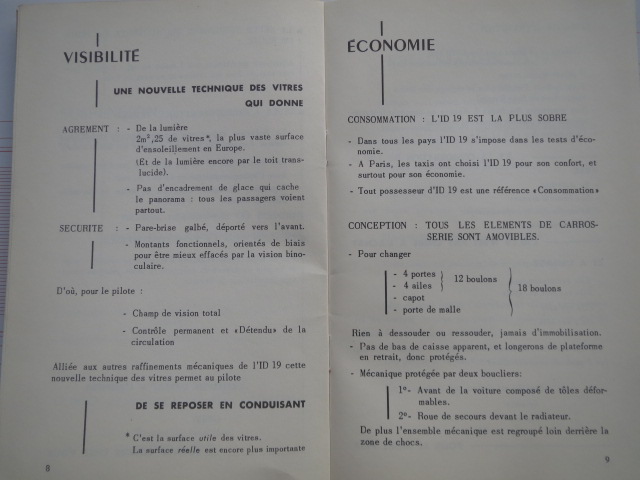 VISIBILITÉ
UNE NOUVELLE TECHNIQUE DES VITRES
QUI DONNE
AGREMENT : - De la lumière
2m²,25 de vitres*, la plus vaste surface
d'ensoleillement en Europe.
(Et de la lumière encore par le toit trans-
lucide).
- Pas d'encadrement de glace qui cache
le panorama : tous les passagers voient
partout.
SECURITE : - Pare-brise galbé, déporté vers l'avant.
- Montants fonctionnels, orientés de biais
pour être mieux effacés par la vision bino-
culaire.
D'où, pour le pilote :
- Champ de vision total
- Contrôle permanent et «Détendu» de la
circulation
Alliée aux autres raffinements mécaniques de l'ID 19 cette
nouvelle technique des vitres permet au pilote
DE SE REPOSER EN CONDUISANT
* C'est la surface utile des vitres.
La surface réelle est encore plus importante
8
ÉCONOMIE
CONSOMMATION : L'ID 19 EST LA PLUS SOBRE
- Dans tous les pays l'ID 19 s'impose dans les tests d'éco-
nomie.
- A Paris, les taxis ont choisi l'ID 19 pour son confort, et
surtout pour son économie.
- Tout possesseur d'ID 19 est une référence «Consommation»
CONCEPTION : TOUS LES ELEMENTS DE CARROS-
SERIE SONT AMOVIBLES.
- Pour changer
- 4 portes
- 4 ailes
12 boulons
- capot
- porte de malle
18 boulons
Rien à dessouder ou ressouder, jamais d'immobilisation.
- Pas de bas de caisse apparent, et longerons de plateforme
en retrait, donc protégés.
- Mécanique protégée par deux boucliers:
1º- Avant de la voiture composé de tôles défor-
mables.
2º- Roue de secours devant le radiateur.
De plus l'ensemble mécanique est regroupé loin derrière la
zone de chocs.
9